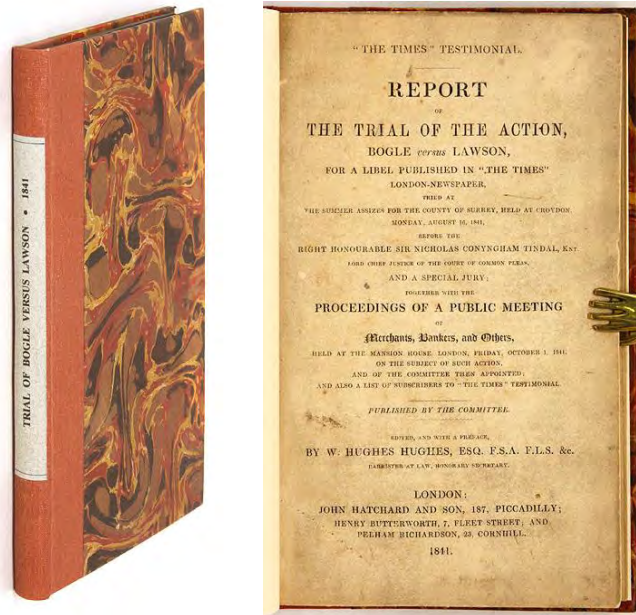 TRIAL OF BOGLE VERSUS LAWSON • 1841
"THE TIMES" TESTIMONIAL.
REPORT
OF
THE TRIAL OF THE ACTION,
BOGLE versus LAWSON,
FOR A LIBEL PUBLISHED IN "THE TIMES"
LONDON-NEWSPAPER,
TRIED AT
THE SUMMER ASSIZES FOR THE COUNTY OF SURREY, HELD AT CROYDON,
MONDAY, AUGUST 16, 1841,
BEFORE THE
RIGHT HONOURABLE SIR NICHOLAS CONYNGHAM TINDAL, KNT
LORD CHIEF JUSTICE OF THE COURT OF COMMON PLEAS,
AND A SPECIAL JURY;
TOGETHER WITH THE
PROCEEDINGS OF A PUBLIC MEETING
OF
Merchants, Bankers, and Others,
HELD AT THE MANSION HOUSE, LONDON, FRIDAY, OCTOBER 1, 1841,
ON THE SUBJECT OF SUCH ACTION,
AND OF THE COMMITTEE THEN APPOINTED;
AND ALSO A LIST OF SUBSCRIBERS TO "THE TIMES" TESTIMONIAL.
PUBLISHED BY THE COMMITTEE.
EDITED, AND WITH A PREFACE,
BY W. HUGHES HUGHES, ESQ. F.S.A. F.L.S. &c.
BARRISTER AT LAW, HONORARY SECRETARY.
LONDON:
JOHN HATCHARD AND SON, 187, PICCADILLY;
HENRY BUTTERWORTH, 7, FLEET STREET; AND
PELHAM RICHARDSON, 23, CORNHILL.
1841.